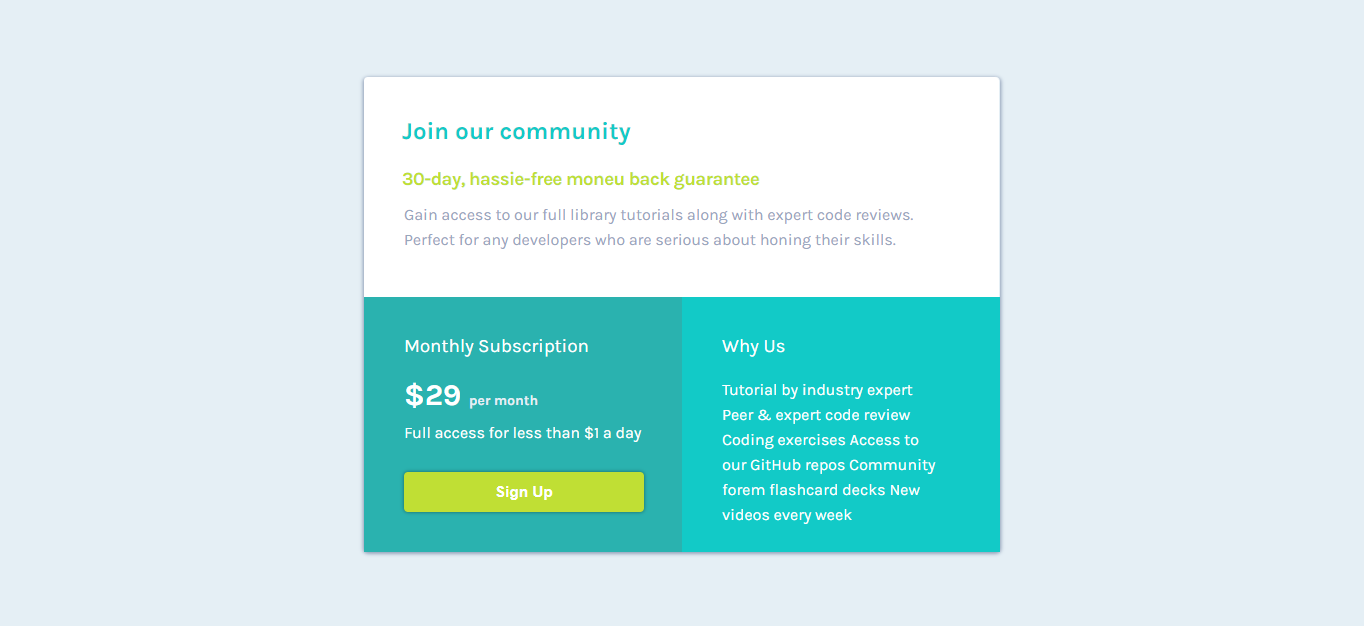 Join our community
30-day, hassie-free moneu back guarantee
Gain access to our full library tutorials along with expert code reviews.
Perfect for any developers who are serious about honing their skills.
Monthly Subscription
$29 per month
Full access for less than $1 a day
Sign Up
Why Us
Tutorial by industry expert
Peer & expert code review
Coding exercises Access to
our GitHub repos Community
forem flashcard decks New
videos every week